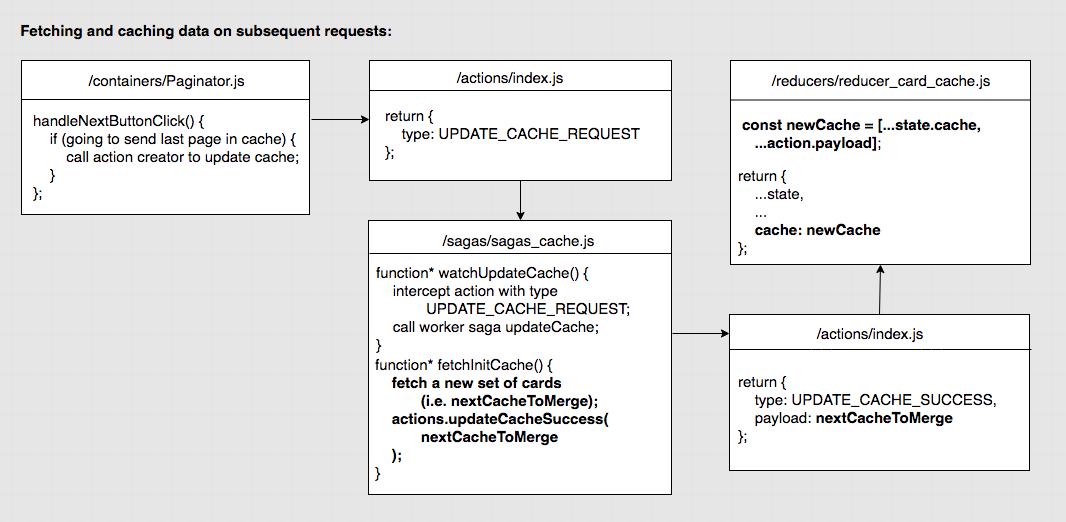 Fetching and caching data on subsequent requests:
/containers/Paginator.js
handleNextButtonClick() {
if (going to send last page in cache) {
call action creator to update cache;
}
};
/actions/index.js
return {
type: UPDATE_CACHE_REQUEST
};
/sagas/sagas_cache.js
function* watchUpdateCache() {
intercept action with type
UPDATE_CACHE_REQUEST;
call worker saga updateCache;
}
function* fetchInitCache() {
fetch a new set of cards
(i.e. nextCacheToMerge);
actions.updateCacheSuccess(
nextCacheToMerge
);
}
/actions/index.js
return {
type: UPDATE_CACHE_SUCCESS,
payload: nextCacheToMerge
};
/reducers/reducer_card_cache.js
const newCache = [...state.cache,
...action.payload];
return {
...state,
...
cache: newCache
};